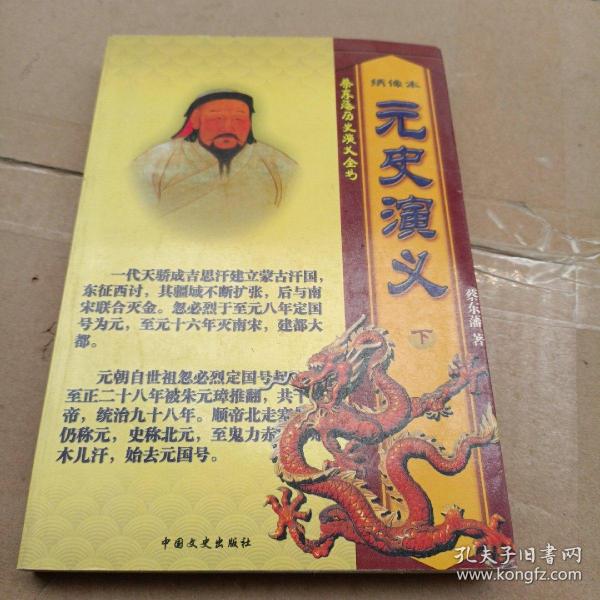 绣像本
元史演义
下
蔡东藩 著
蔡东藩历史演义全书
一代天骄成吉思汗建立蒙古汗国，
东征西讨，其疆域不断扩张，后与南
宋联合灭金。忽必烈于至元八年定国
号为元，至元十六年灭南宋，建都大
都。
元朝自世祖忽必烈定国号
至正二十八年被朱元璋推翻，共十
帝，统治九十八年。顺帝北走塞
仍称元，史称北元，至鬼力赤
木儿汗，始去元国号。
中国文史出版社
孔夫子旧书网
www.kongfz.com